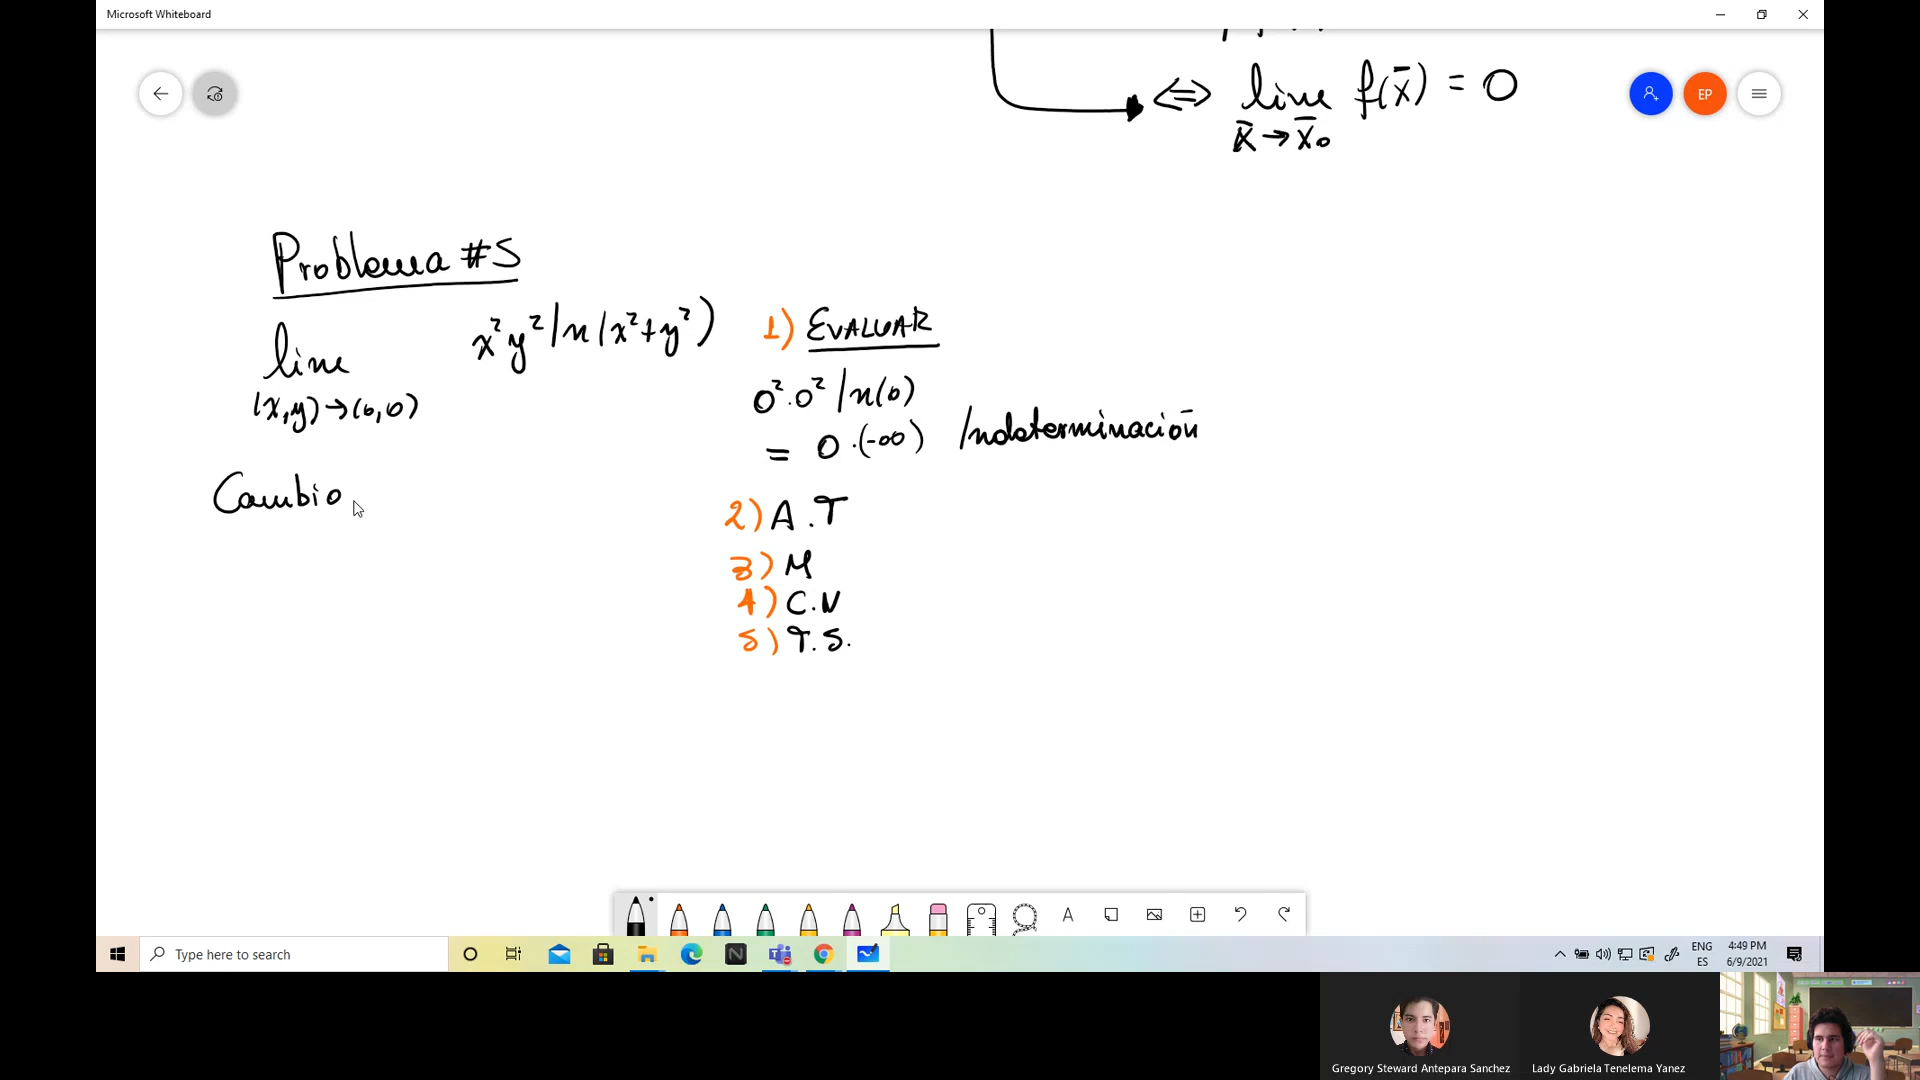 Microsoft Whiteboard
⇔ lim f(x̄) = 0
x̄→x̄₀
EP
Problema #5
lim x²y² ln(x²+y²)
(x,y)→(0,0)
1) EVALUAR
0²·0² ln(0)
= 0·(-∞) Indeterminación
Cambio
2) A.T
3) M
4) C.V
5) T.S.
Type here to search
ENG
ES
4:49 PM
6/9/2021
Gregory Steward Antepara Sanchez
Lady Gabriela Tenelema Yanez